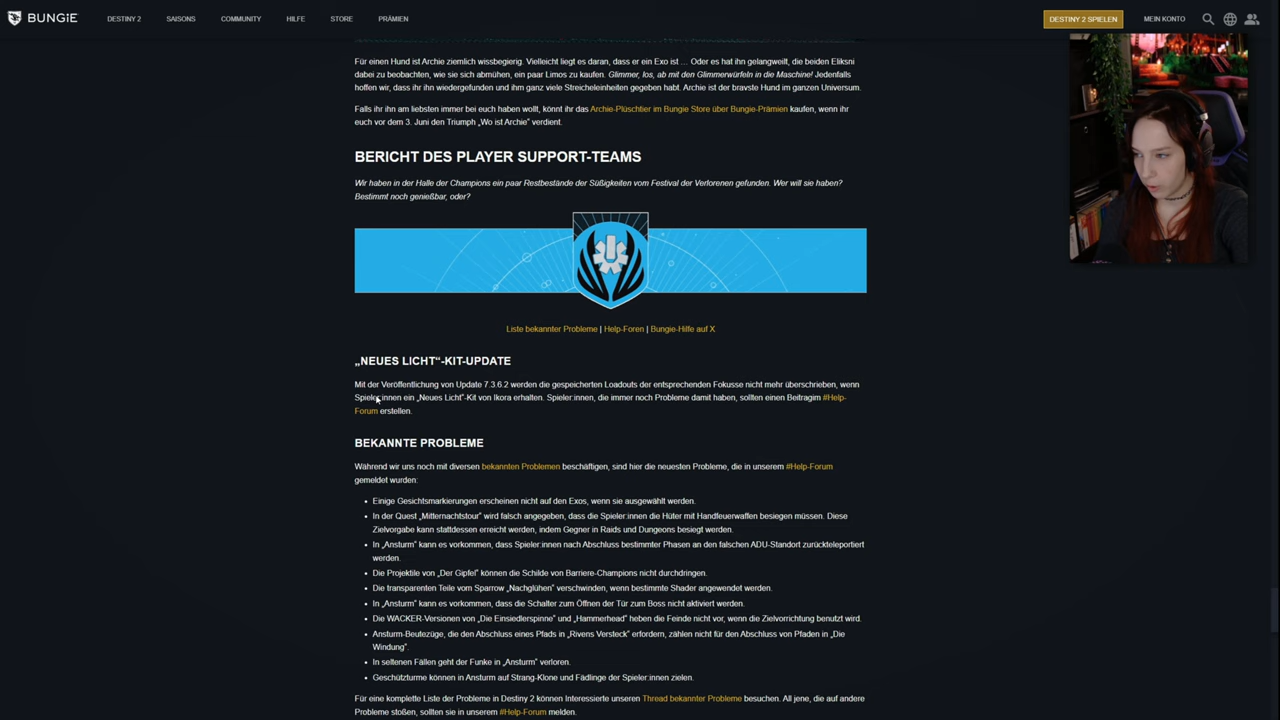 BUNGIE
DESTINY 2
SAISONS
COMMUNITY
HILFE
STORE
PRÄMIEN
DESTINY 2 SPIELEN
MEIN KONTO
Für einen Hund ist Archie ziemlich wissbegierig. Vielleicht liegt es daran, dass er ein Exo ist ... Oder es hat ihn gelangweilt, die beiden Eliksni
dabei zu beobachten, wie sie sich abmühen, ein paar Limos zu kaufen. Glimmer, los, ab mit den Glimmerwürfeln in die Maschine! Jedenfalls
hoffen wir, dass ihr ihn wiedergefunden und ihm ganz viele Streicheleinheiten gegeben habt. Archie ist der bravste Hund im ganzen Universum.
Falls ihr ihn am liebsten immer bei euch haben wollt, könnt ihr das Archie-Plüschtier im Bungie Store über Bungie-Prämien kaufen, wenn ihr
euch vor dem 3. Juni den Triumph „Wo ist Archie“ verdient.
BERICHT DES PLAYER SUPPORT-TEAMS
Wir haben in der Halle der Champions ein paar Restbestände der Süßigkeiten vom Festival der Verlorenen gefunden. Wer will sie haben?
Bestimmt noch genießbar, oder?
Liste bekannter Probleme | Help-Foren | Bungie-Hilfe auf X
„NEUES LICHT“-KIT-UPDATE
Mit der Veröffentlichung von Update 7.3.6.2 werden die gespeicherten Loadouts der entsprechenden Fokusse nicht mehr überschrieben, wenn
Spieler:innen ein „Neues Licht“-Kit von Ikora erhalten. Spieler:innen, die immer noch Probleme damit haben, sollten einen Beitragim #Help-
Forum erstellen.
BEKANNTE PROBLEME
Während wir uns noch mit diversen bekannten Problemen beschäftigen, sind hier die neuesten Probleme, die in unserem #Help-Forum
gemeldet wurden:
• Einige Gesichtsmarkierungen erscheinen nicht auf den Exos, wenn sie ausgewählt werden.
• In der Quest „Mitternachtstour“ wird falsch angegeben, dass die Spieler:innen die Hüter mit Handfeuerwaffen besiegen müssen. Diese
Zielvorgabe kann stattdessen erreicht werden, indem Gegner in Raids und Dungeons besiegt werden.
• In „Ansturm“ kann es vorkommen, dass Spieler:innen nach Abschluss bestimmter Phasen an den falschen ADU-Standort zurückteleportiert
werden.
• Die Projektile von „Der Gipfel“ können die Schilde von Barriere-Champions nicht durchdringen.
• Die transparenten Teile vom Sparrow „Nachglühen“ verschwinden, wenn bestimmte Shader angewendet werden.
• In „Ansturm“ kann es vorkommen, dass die Schalter zum Öffnen der Tür zum Boss nicht aktiviert werden.
• Die WACKER-Versionen von „Die Einsiedlerspinne“ und „Hammerhead“ heben die Feinde nicht vor, wenn die Zielvorrichtung benutzt wird.
• Ansturm-Beutezüge, die den Abschluss eines Pfads in „Rivens Versteck“ erfordern, zählen nicht für den Abschluss von Pfaden in „Die
Windung“.
• In seltenen Fällen geht der Funke in „Ansturm“ verloren.
• Geschütztürme können in Ansturm auf Strang-Klone und Fädlinge der Spieler:innen zielen.
Für eine komplette Liste der Probleme in Destiny 2 können Interessierte unseren Thread bekannter Probleme besuchen. All jene, die auf andere
Probleme stoßen, sollten sie in unserem #Help-Forum melden.